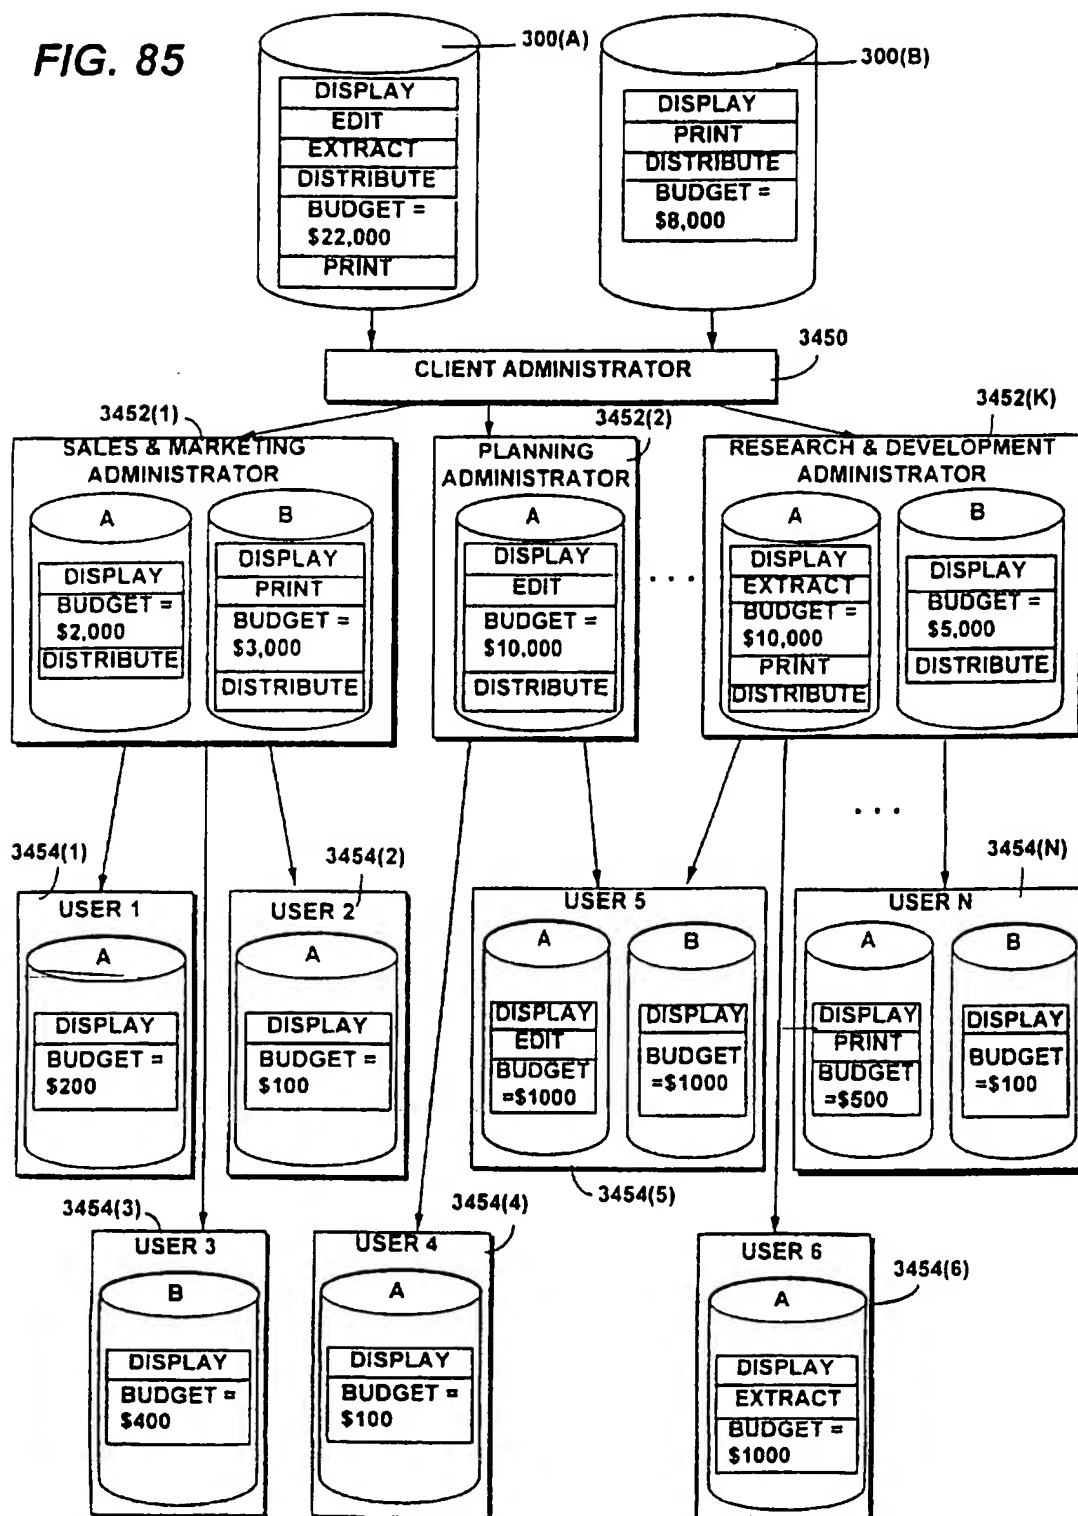 FIG. 85
300(A)
300(B)
DISPLAY
EDIT
EXTRACT
DISTRIBUTE
BUDGET =
$22,000
PRINT
DISPLAY
PRINT
DISTRIBUTE
BUDGET =
$8,000
CLIENT ADMINISTRATOR
3450
3452(1)
3452(2)
3452(K)
SALES & MARKETING
ADMINISTRATOR
A
DISPLAY
BUDGET =
$2,000
DISTRIBUTE
B
DISPLAY
PRINT
BUDGET =
$3,000
DISTRIBUTE
PLANNING
ADMINISTRATOR
A
DISPLAY
EDIT
BUDGET =
$10,000
DISTRIBUTE
. . .
RESEARCH & DEVELOPMENT
ADMINISTRATOR
A
DISPLAY
EXTRACT
BUDGET =
$10,000
PRINT
DISTRIBUTE
B
DISPLAY
BUDGET =
$5,000
DISTRIBUTE
. . .
3454(1)
USER 1
A
DISPLAY
BUDGET =
$200
3454(2)
USER 2
A
DISPLAY
BUDGET =
$100
USER 5
A
DISPLAY
EDIT
BUDGET
=$1000
B
DISPLAY
BUDGET
=$1000
3454(5)
3454(N)
USER N
A
DISPLAY
PRINT
BUDGET
=$500
B
DISPLAY
BUDGET
=$100
3454(3)
USER 3
B
DISPLAY
BUDGET =
$400
3454(4)
USER 4
A
DISPLAY
BUDGET =
$100
3454(6)
USER 6
A
DISPLAY
EXTRACT
BUDGET =
$1000